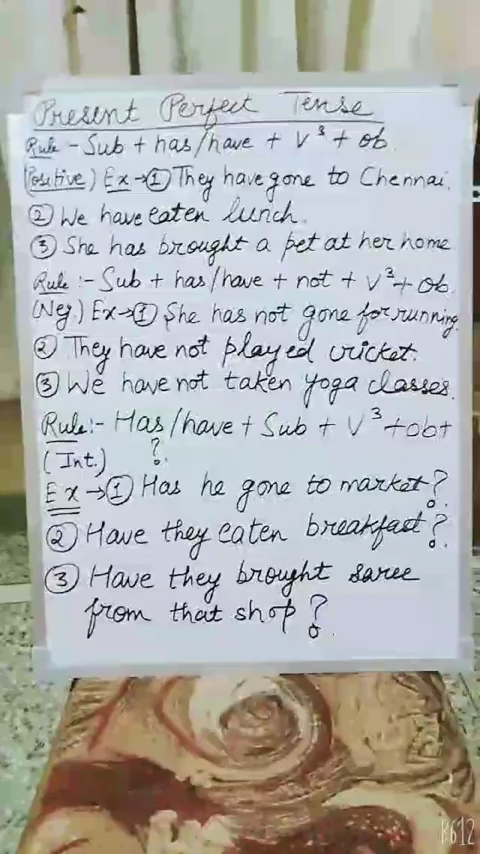 Present Perfect Tense
Rule - Sub + has/have + V³ + ob.
(Positive) Ex → ① They have gone to Chennai.
② We have eaten lunch.
③ She has brought a pet at her home
Rule :- Sub + has/have + not + V³ + ob.
(Neg.) Ex → ① She has not gone for running.
② They have not played cricket.
③ We have not taken yoga classes.
Rule :- Has/have + Sub + V³ + ob +
(Int.) ?
Ex → ① Has he gone to market?
② Have they eaten breakfast?
③ Have they brought saree
from that shop?
B612